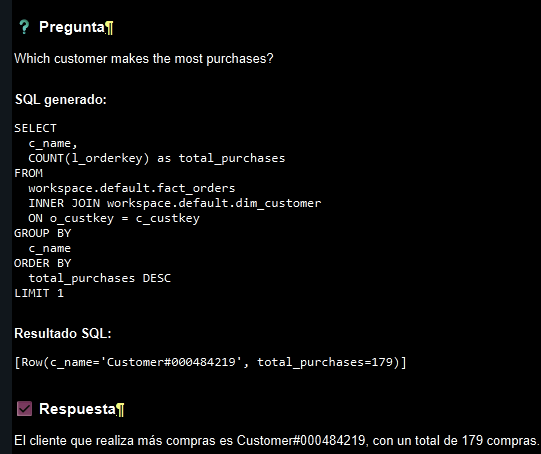 ❓ Pregunta¶
Which customer makes the most purchases?
SQL generado:
SELECT
  c_name,
  COUNT(l_orderkey) as total_purchases
FROM
  workspace.default.fact_orders
  INNER JOIN workspace.default.dim_customer
  ON o_custkey = c_custkey
GROUP BY
  c_name
ORDER BY
  total_purchases DESC
LIMIT 1
Resultado SQL:
[Row(c_name='Customer#000484219', total_purchases=179)]
☑ Respuesta¶
El cliente que realiza más compras es Customer#000484219, con un total de 179 compras.